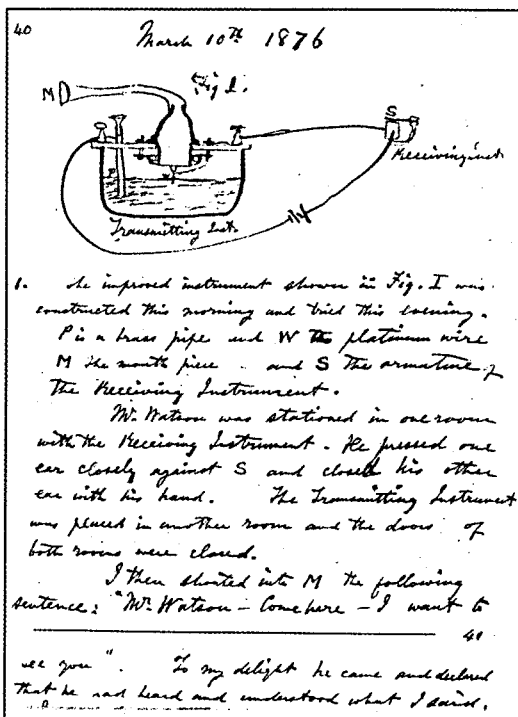 40
March 10th 1876
M
Fig 1.
S
Receiving Inst.
P
W
Transmitting Inst.
1. The improved instrument shown in Fig. I was
constructed this morning and tried this evening.
P is a brass pipe and W the platinum wire
M the mouth piece and S the armature of
the Receiving Instrument.
Mr. Watson was stationed in one room
with the Receiving Instrument. He pressed one
ear closely against S and closed his other
ear with his hand. The Transmitting Instrument
was placed in another room and the doors of
both rooms were closed.
I then shouted into M the following
sentence: "Mr. Watson - Come here - I want to
41
see you". To my delight he came and declared
that he had heard and understood what I said.